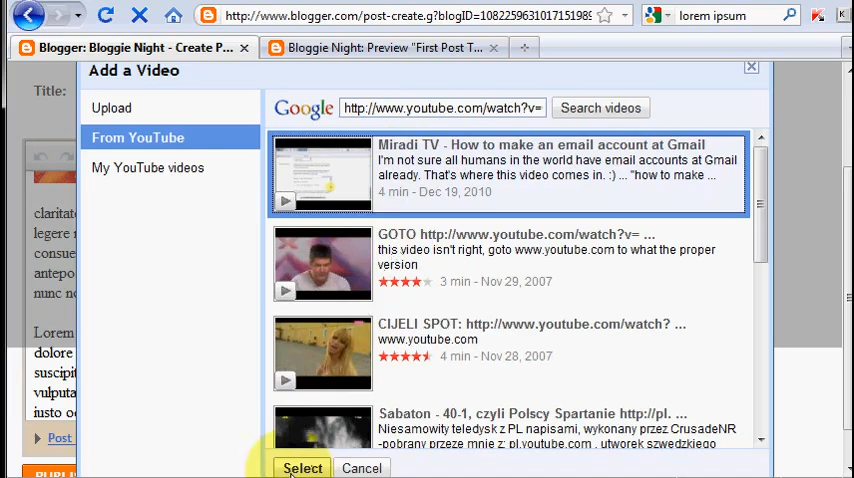 http://www.blogger.com/post-create.g?blogID=1082259631017151989
lorem ipsum
Blogger: Bloggie Night - Create P...
Bloggie Night: Preview "First Post T...
Add a Video
Title:
Upload
From YouTube
My YouTube videos
Google
http://www.youtube.com/watch?v=
Search videos
Miradi TV - How to make an email account at Gmail
I'm not sure all humans in the world have email accounts at Gmail
already. That's where this video comes in. :) ... "how to make ...
4 min - Dec 19, 2010
GOTO http://www.youtube.com/watch?v= ...
this video isn't right, goto www.youtube.com to what the proper
version
3 min - Nov 29, 2007
CIJELI SPOT: http://www.youtube.com/watch? ...
www.youtube.com
4 min - Nov 28, 2007
Sabaton - 40-1, czyli Polscy Spartanie http://pl. ...
Niesamowity teledysk z PL napisami, wykonany przez CrusadeNR
-pobrany przeze mnie z: pl.youtube.com , utworek szwedzkiego
claritate
legere
conse
antepo
nunc no
Lorem
dolore
suscipit
vulputa
iusto oc
Post
PUBLI
Select
Cancel